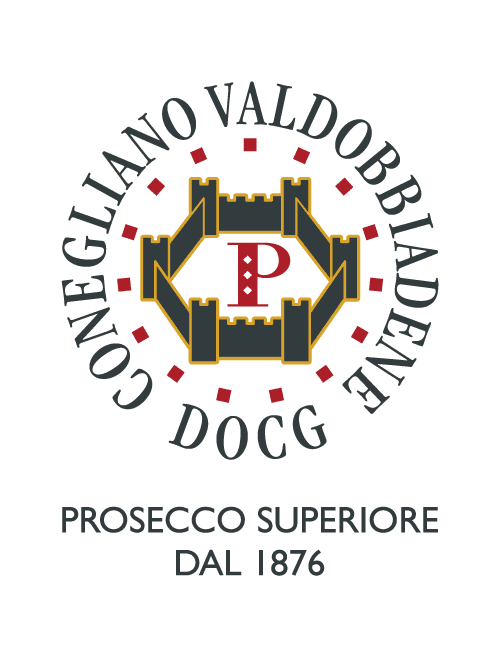 CONEGLIANO VALDOBBIADENE
DOCG
P
PROSECCO SUPERIORE
DAL 1876